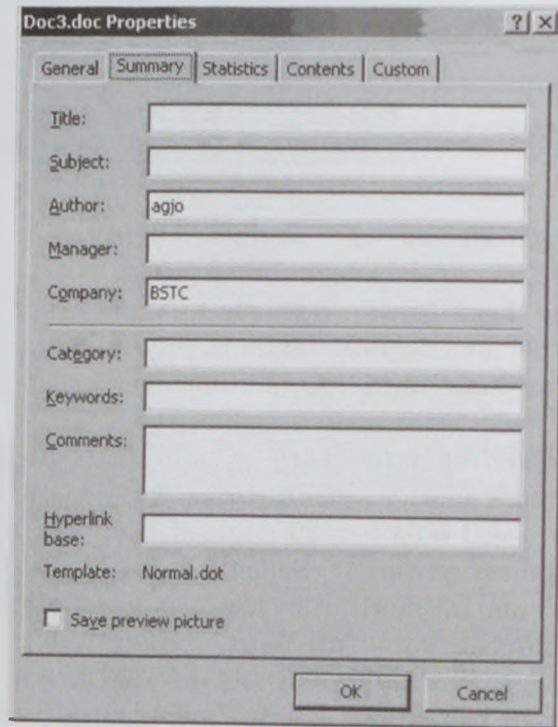 Doc3.doc Properties ? X
General Summary Statistics Contents Custom
Title:
Subject:
Author: agjo
Manager:
Company: BSTC
Category:
Keywords:
Comments:
Hyperlink
base:
Template: Normal.dot
Save preview picture
OK Cancel